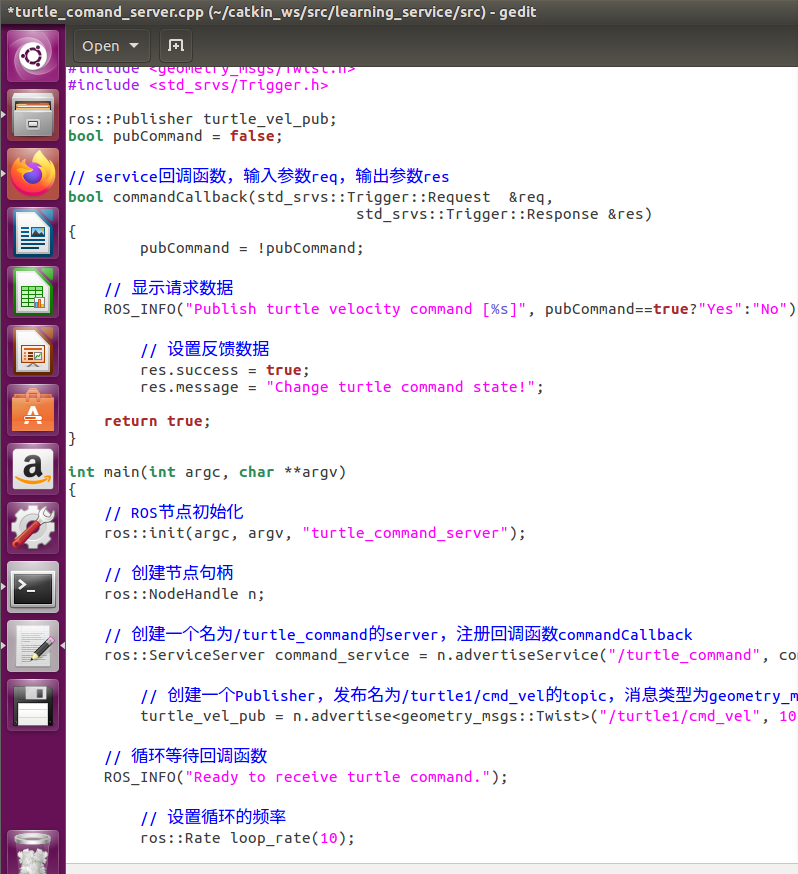 *turtle_comand_server.cpp (~/catkin_ws/src/learning_service/src) - gedit
Open
#include <geometry_msgs/Twist.h>
#include <std_srvs/Trigger.h>
ros::Publisher turtle_vel_pub;
bool pubCommand = false;
// service回调函数，输入参数req，输出参数res
bool commandCallback(std_srvs::Trigger::Request  &req,
std_srvs::Trigger::Response &res)
{
pubCommand = !pubCommand;
// 显示请求数据
ROS_INFO("Publish turtle velocity command [%s]", pubCommand==true?"Yes":"No")
// 设置反馈数据
res.success = true;
res.message = "Change turtle command state!";
return true;
}
int main(int argc, char **argv)
{
// ROS节点初始化
ros::init(argc, argv, "turtle_command_server");
// 创建节点句柄
ros::NodeHandle n;
// 创建一个名为/turtle_command的server，注册回调函数commandCallback
ros::ServiceServer command_service = n.advertiseService("/turtle_command", co
// 创建一个Publisher，发布名为/turtle1/cmd_vel的topic，消息类型为geometry_m
turtle_vel_pub = n.advertise<geometry_msgs::Twist>("/turtle1/cmd_vel", 10
// 循环等待回调函数
ROS_INFO("Ready to receive turtle command.");
// 设置循环的频率
ros::Rate loop_rate(10);